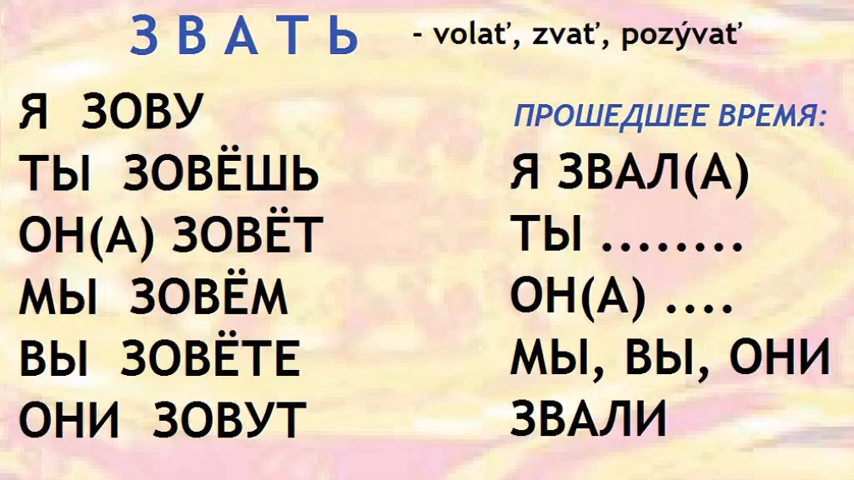 ЗВАТЬ - volať, zvať, pozývať
Я ЗОВУ
ТЫ ЗОВЁШЬ
ОН(А) ЗОВЁТ
МЫ ЗОВЁМ
ВЫ ЗОВЁТЕ
ОНИ ЗОВУТ
ПРОШЕДШЕЕ ВРЕМЯ:
Я ЗВАЛ(А)
ТЫ ........
ОН(А) ....
МЫ, ВЫ, ОНИ
ЗВАЛИ